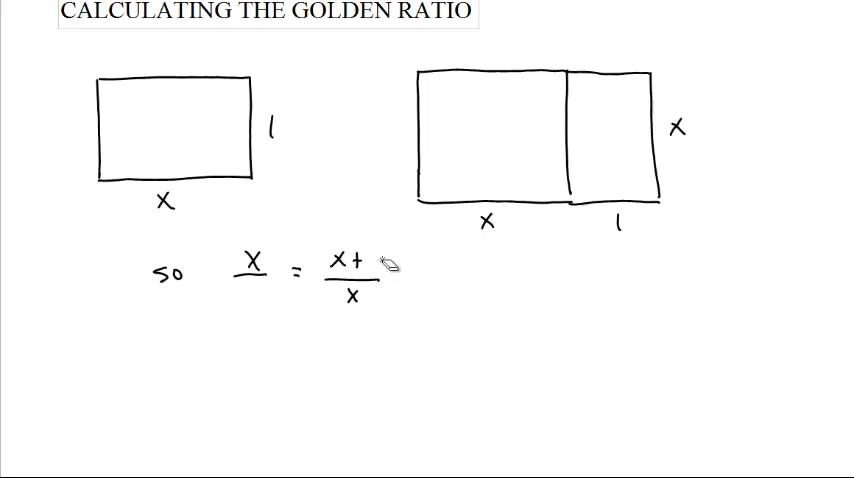 CALCULATING THE GOLDEN RATIO
1
x
x
x 1
so x = x+
x